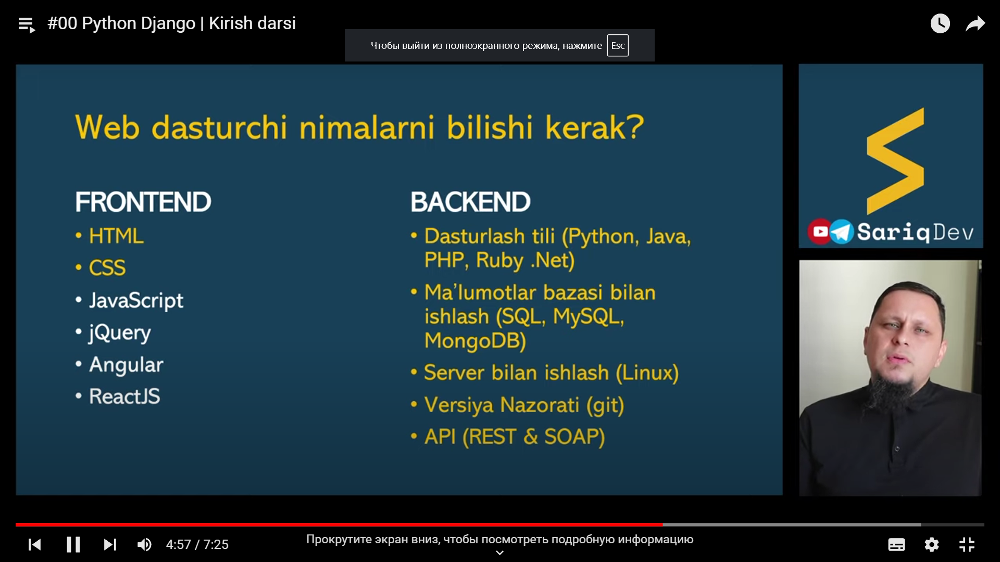 #00 Python Django | Kirish darsi
Чтобы выйти из полноэкранного режима, нажмите Esc
Web dasturchi nimalarni bilishi kerak?
FRONTEND
• HTML
• CSS
• JavaScript
• jQuery
• Angular
• ReactJS
BACKEND
• Dasturlash tili (Python, Java,
PHP, Ruby .Net)
• Ma’lumotlar bazasi bilan
ishlash (SQL, MySQL,
MongoDB)
• Server bilan ishlash (Linux)
• Versiya Nazorati (git)
• API (REST & SOAP)
SariqDev
4:57 / 7:25
Прокрутите экран вниз, чтобы посмотреть подробную информацию